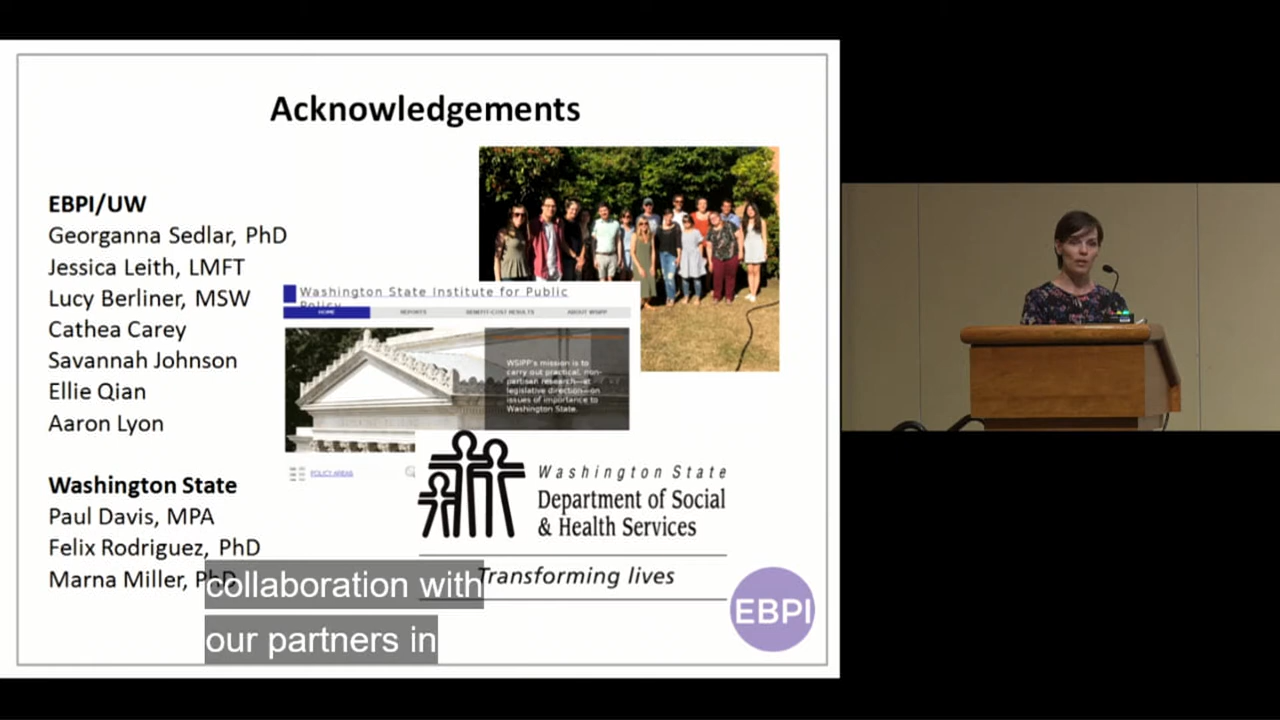 Acknowledgements
EBPI/UW
Georganna Sedlar, PhD
Jessica Leith, LMFT
Lucy Berliner, MSW
Cathea Carey
Savannah Johnson
Ellie Qian
Aaron Lyon
Washington State
Paul Davis, MPA
Felix Rodriguez, PhD
Marna Miller, PhD
Washington State Institute for Public
Policy
HOME REPORTS BENEFIT-COST RESULTS ABOUT WSIPP
WSIPP's mission is to
carry out practical, non-
partisan research—at
legislative direction—on
issues of importance to
Washington State.
POLICY AREAS
Washington State
Department of Social
& Health Services
Transforming lives
EBPI
collaboration with
our partners in